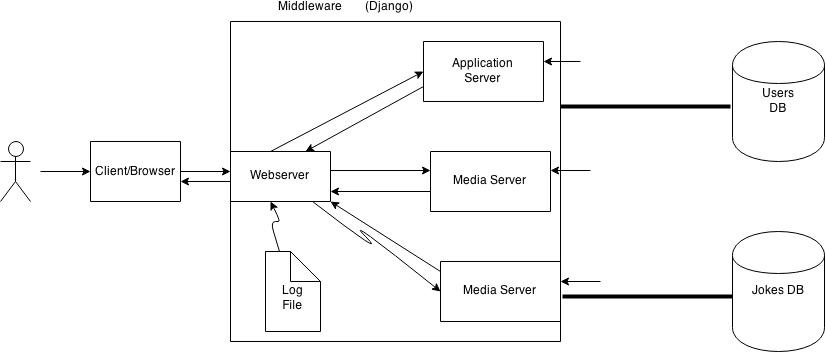 Middleware (Django)
Application
Server
Users
DB
Client/Browser
Webserver
Media Server
Log
File
Media Server
Jokes DB